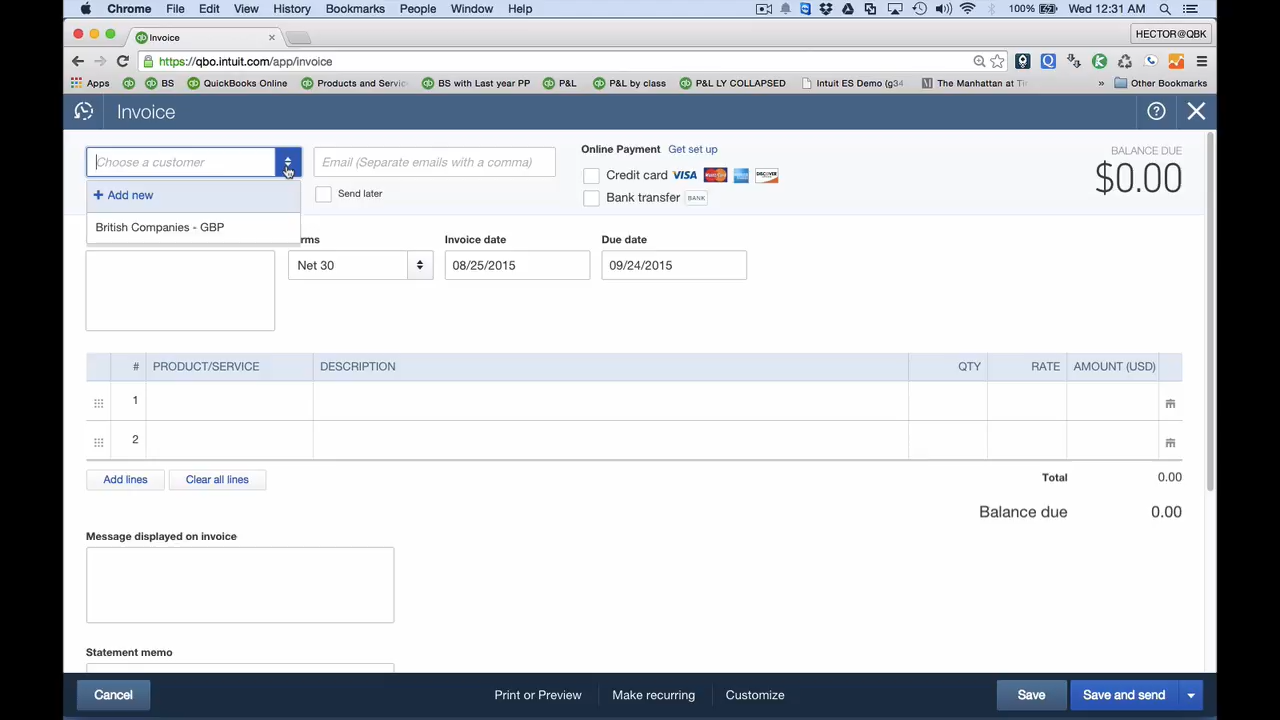 Chrome File Edit View History Bookmarks People Window Help 100% Wed 12:31 AM
Invoice HECTOR@QBK
https://qbo.intuit.com/app/invoice
Apps BS QuickBooks Online Products and Servic BS with Last year PP P&L P&L by class P&L LY COLLAPSED Intuit ES Demo (g34 The Manhattan at Tim » Other Bookmarks
Invoice
Choose a customer Email (Separate emails with a comma) Online Payment Get set up BALANCE DUE
Credit card VISA MasterCard DISCOVER $0.00
+ Add new Send later Bank transfer BANK
British Companies - GBP
rms Invoice date Due date
Net 30 08/25/2015 09/24/2015
# PRODUCT/SERVICE DESCRIPTION QTY RATE AMOUNT (USD)
1
2
Add lines Clear all lines Total 0.00
Balance due 0.00
Message displayed on invoice
Statement memo
Cancel Print or Preview Make recurring Customize Save Save and send